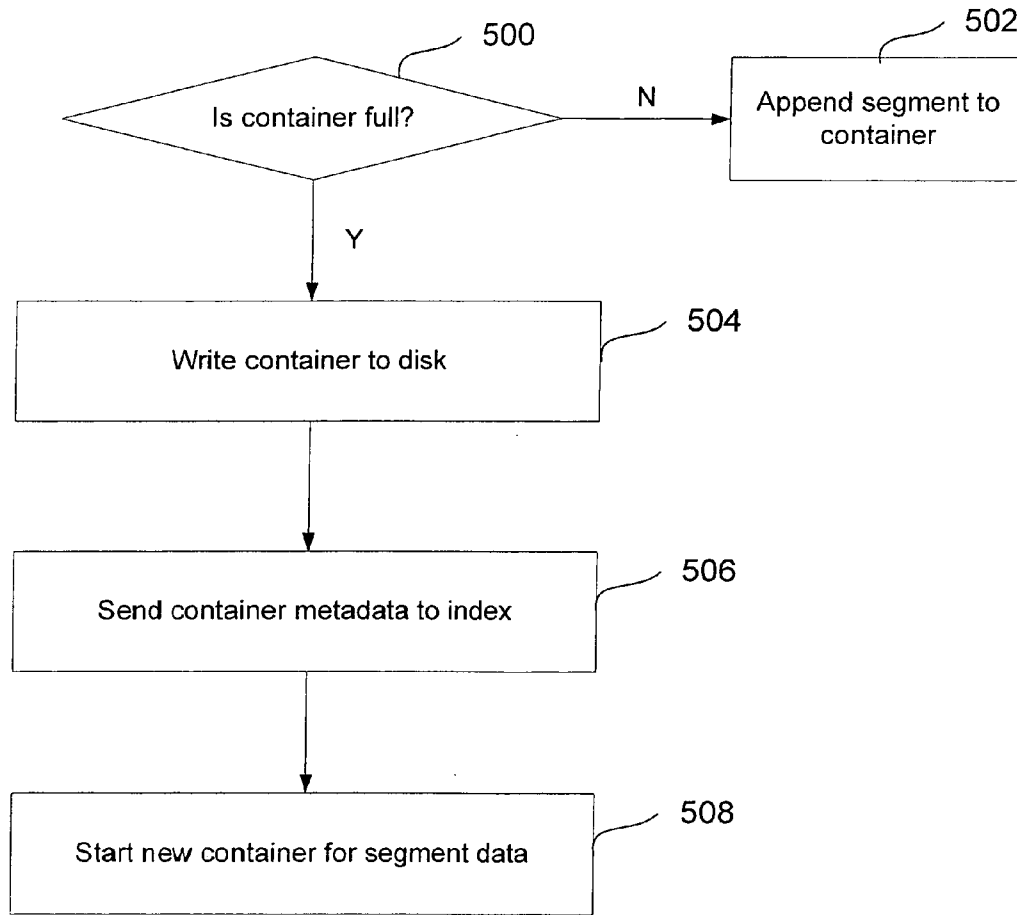 500
502
Is container full?
N
Append segment to
container
Y
504
Write container to disk
506
Send container metadata to index
508
Start new container for segment data